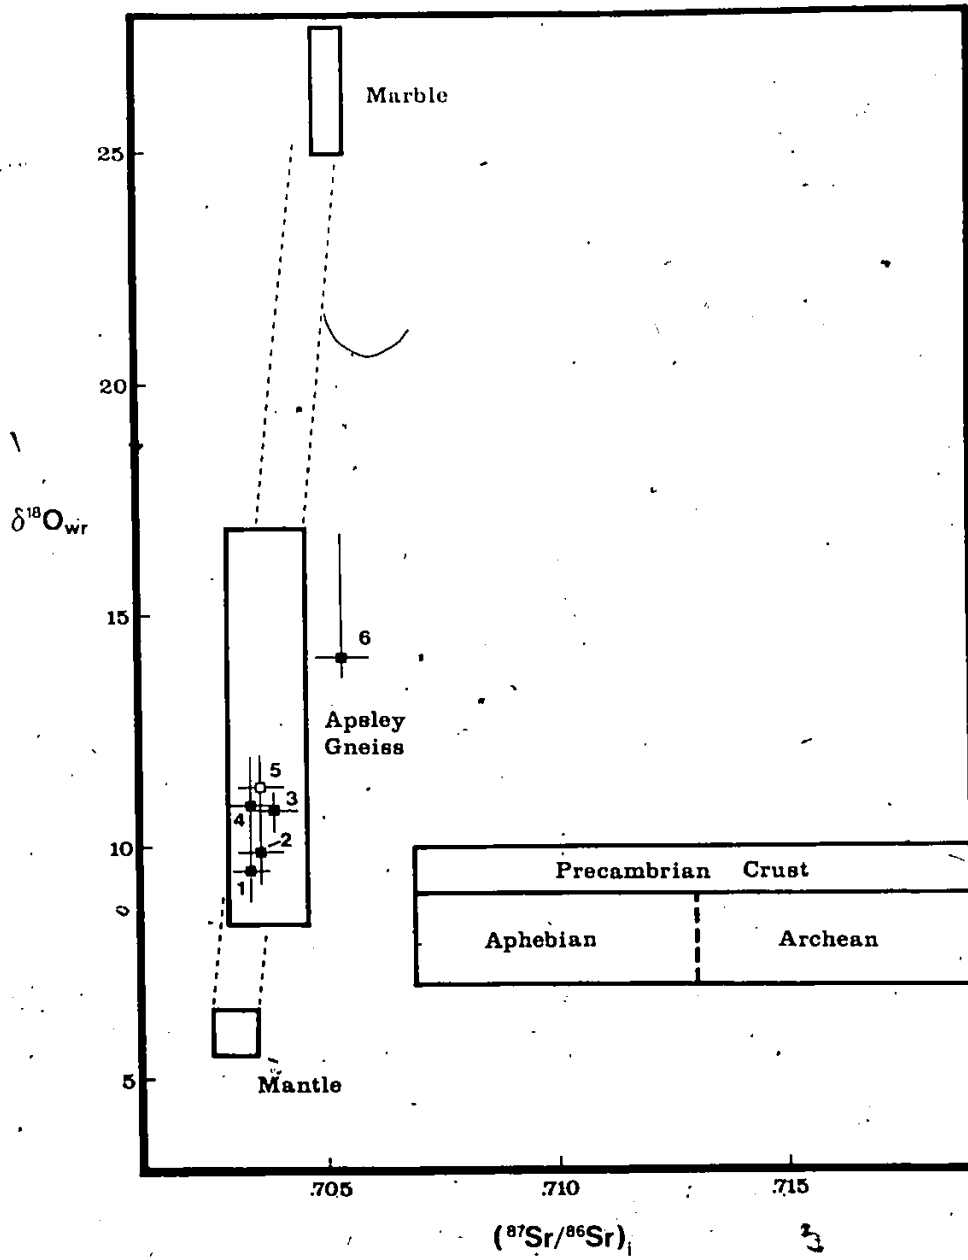 Marble
25
20
δ¹⁸Owr
15
6
Apsley
Gneiss
5
3
4
2
1
10
Precambrian Crust
Aphebian
Archean
5
Mantle
.705
.710
.715
(⁸⁷Sr/⁸⁶Sr)i